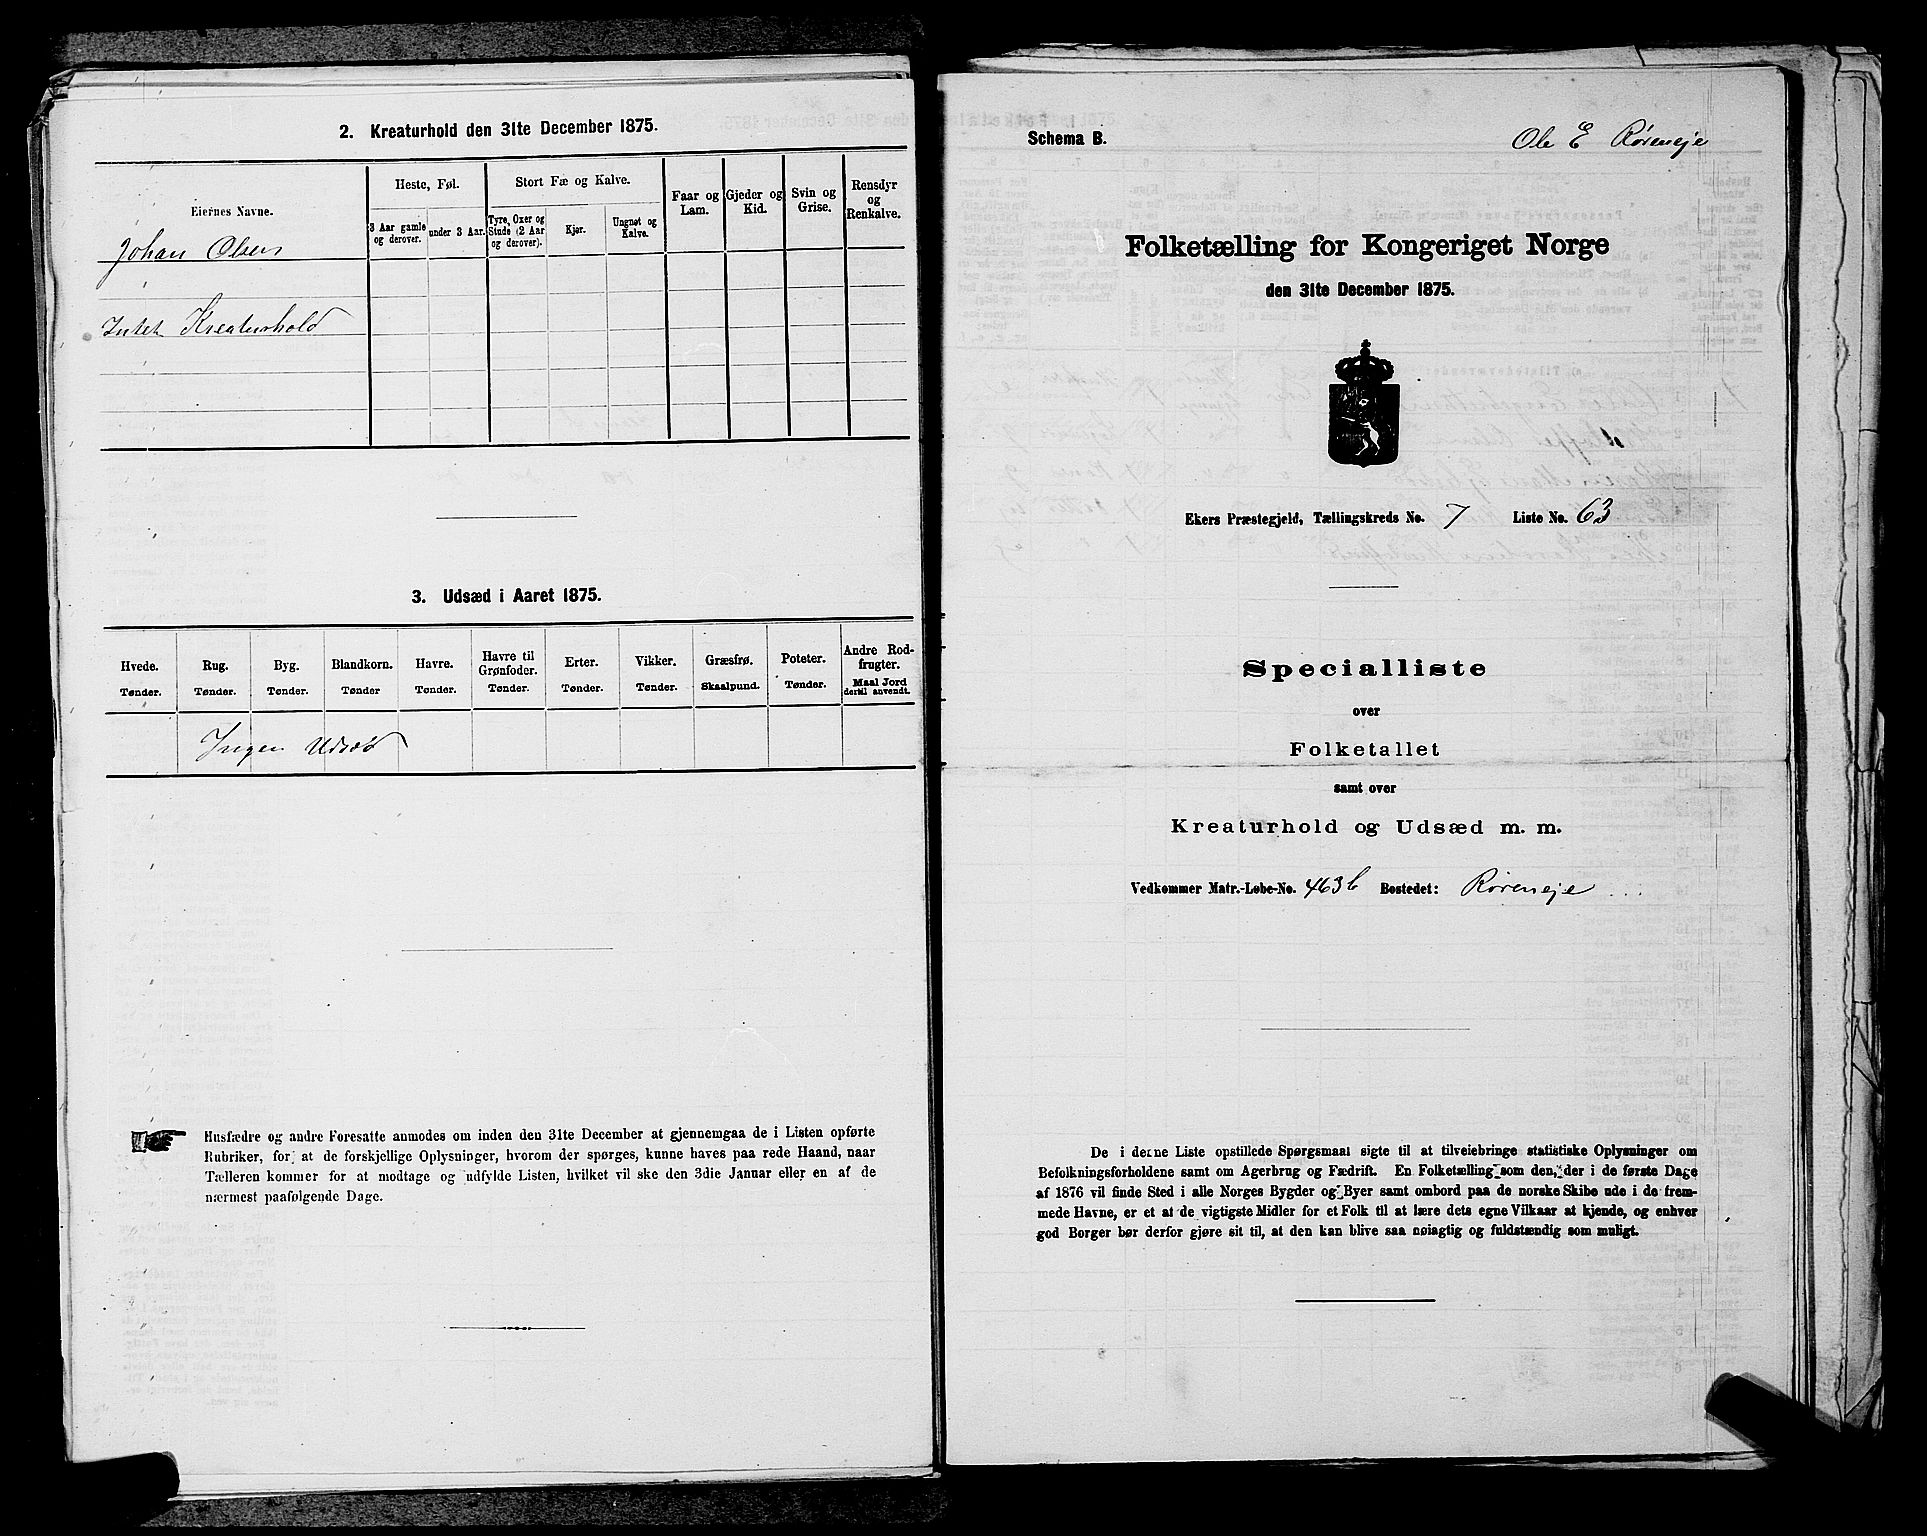 2. Kreaturhold den 31te December 1875.
Eiernes Navne.
Heste, Føl.
Stort Fæ og Kalve.
Faar og Lam.
Gjeder og Kid.
Svin og Grise.
Rensdyr og Renkalve.
3 Aar gamle og derover.
under 3 Aar.
Tyre, Oxer og Stude (2 Aar og derover).
Kjør.
Ungnøt og Kalve.
Johan Olsen
Intet Kreaturhold
3. Udsæd i Aaret 1875.
Hvede. Rug. Byg. Blandkorn. Havre. Havre til Grønfoder. Erter. Vikker. Græsfrø. Poteter. Andre Rodfrugter.
Tønder. Tønder. Tønder. Tønder Tønder. Tønder. Tønder. Tønder. Skaalpund. Tønder. Maal Jord dertil anvendt.
Ingen Udsæd
Husfædre og andre Foresatte anmodes om inden den 31te December at gjennemgaa de i Listen opførte
Rubriker, for at de forskjellige Oplysninger, hvorom der spørges, kunne haves paa rede Haand, naar
Tælleren kommer for at modtage og udfylde Listen, hvilket vil ske den 3die Januar eller en af de
nærmest paafølgende Dage.
Schema B.
Ole E Røreneje
Folketælling for Kongeriget Norge
den 31te December 1875.
Ekers Præstegjeld, Tællingskreds No. 7 Liste No. 63
Specialliste
over
Folketallet
samt over
Kreaturhold og Udsæd m. m.
Vedkommer Matr.-Løbe-No. 463b Bostedet: Røreneje
De i denne Liste opstillede Spørgsmaal sigte til at tilveiebringe statistiske Oplysninger om
Befolkningsforholdene samt om Agerbrug og Fædrift. En Folketælling som den, der i de første Dage
af 1876 vil finde Sted i alle Norges Bygder og Byer samt ombord paa de norske Skibe ude i de frem-
mede Havne, er et at de vigtigste Midler for et Folk til at lære dets egne Vilkaar at kjende, og enhver
god Borger bør derfor gjøre sit til, at den kan blive saa nøiagtig og fuldstændig som muligt.